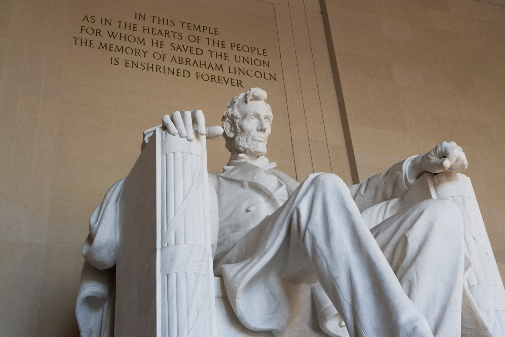 IN THIS TEMPLE
AS IN THE HEARTS OF THE PEOPLE
FOR WHOM HE SAVED THE UNION
THE MEMORY OF ABRAHAM LINCOLN
IS ENSHRINED FOREVER